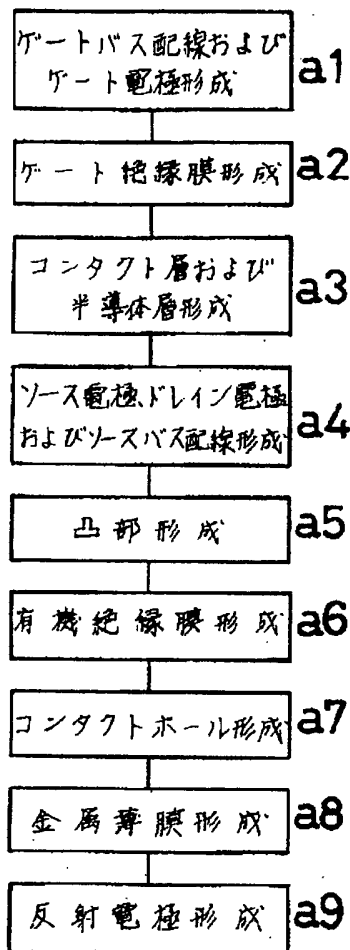 ゲートバス配線および
ゲート電極形成
a1
ゲート絶縁膜形成
a2
コンタクト層および
半導体層形成
a3
ソース電極、ドレイン電極
およびソースバス配線形成
a4
凸部形成
a5
有機絶縁膜形成
a6
コンタクトホール形成
a7
金属薄膜形成
a8
反射電極形成
a9